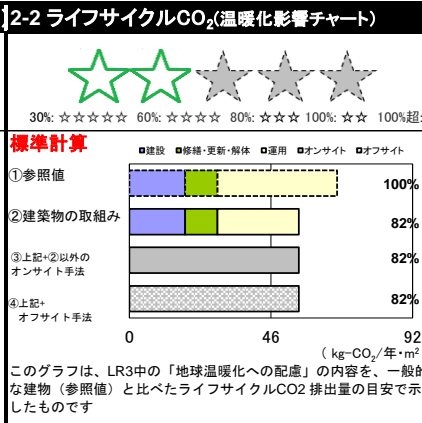 2-2 ライフサイクルCO2(温暖化影響チャート)
30%: ☆☆☆☆☆ 60%: ☆☆☆☆ 80%: ☆☆☆ 100%: ☆☆ 100%超:
標準計算
建設 修繕・更新・解体 運用 オンサイト オフサイト
①参照値 100%
②建築物の取組み 82%
③上記+②以外の
オンサイト手法 82%
④上記+
オフサイト手法 82%
0 46 92
( kg-CO2/年・m2
このグラフは、LR3中の「地球温暖化への配慮」の内容を、一般的
な建物（参照値）と比べたライフサイクルCO2 排出量の目安で示
したものです